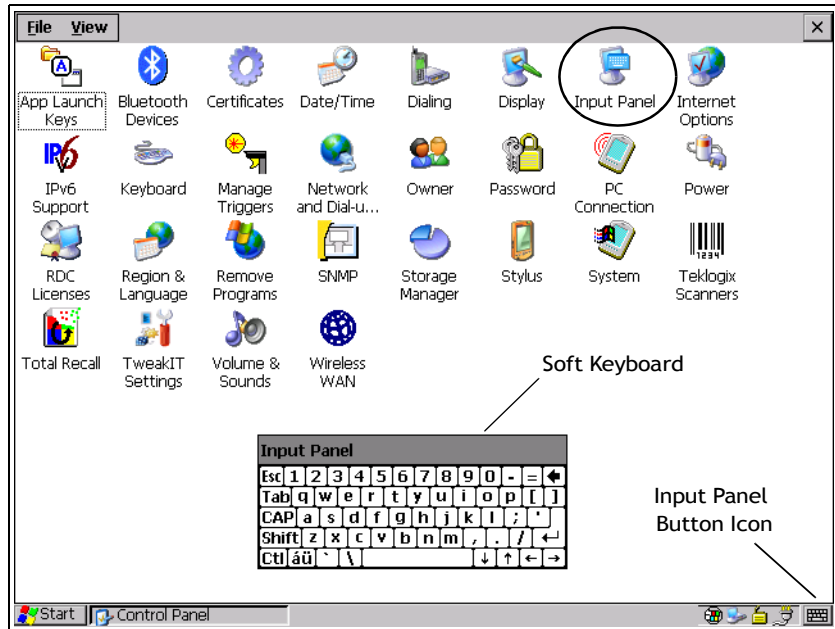 File View ×
App Launch Keys
Bluetooth Devices
Certificates
Date/Time
Dialing
Display
Input Panel
Internet Options
IPv6 Support
Keyboard
Manage Triggers
Network and Dial-u...
Owner
Password
PC Connection
Power
RDC Licenses
Region & Language
Remove Programs
SNMP
Storage Manager
Stylus
System
Teklogix Scanners
Total Recall
TweakIT Settings
Volume & Sounds
Wireless WAN
Soft Keyboard
Input Panel
Esc 1 2 3 4 5 6 7 8 9 0 - =
Tab q w e r t y u i o p [ ]
CAP a s d f g h j k l ; '
Shift z x c v b n m , . /
Ctl áü ` \ ↓ ↑ ← →
Input Panel
Button Icon
Start Control Panel